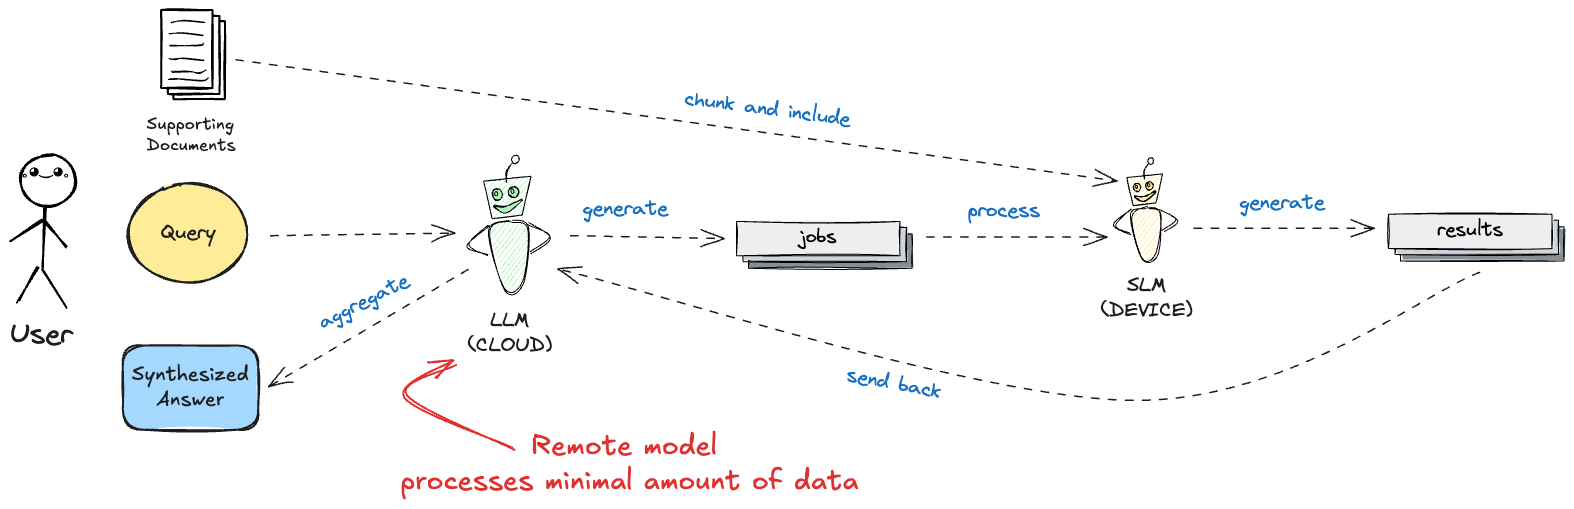 Supporting
Documents
chunk and include
User
Query
generate
jobs
process
generate
results
LLM
(CLOUD)
SLM
(DEVICE)
aggregate
send back
Synthesized
Answer
Remote model
processes minimal amount of data